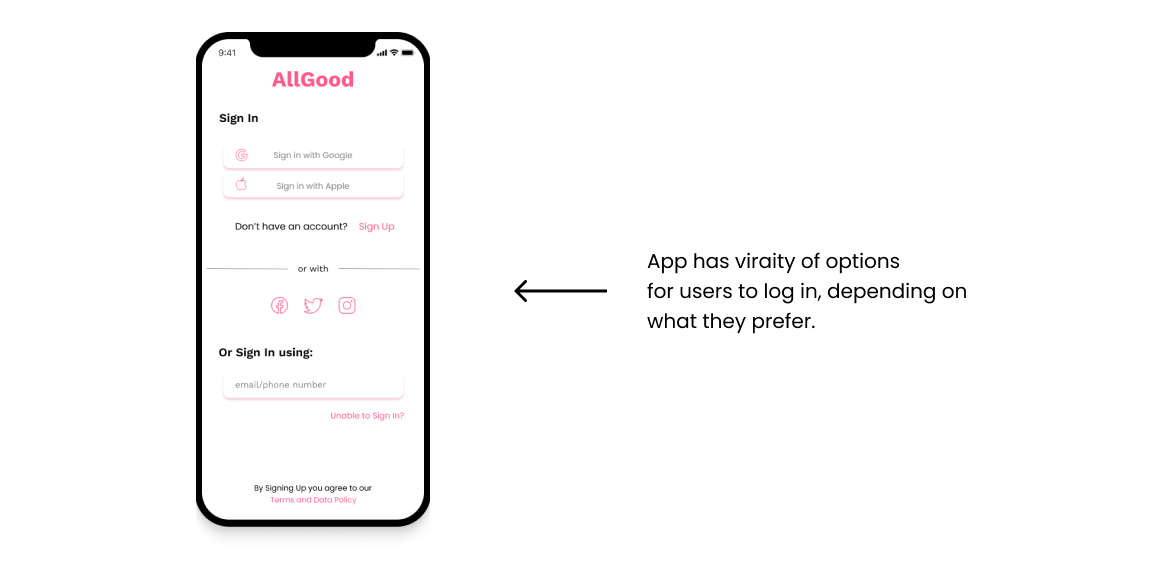 9:41
AllGood
Sign In
Sign in with Google
Sign in with Apple
Don't have an account? Sign Up
or with
Or Sign In using:
email/phone number
Unable to Sign in?
By Signing Up you agree to our
Terms and Data Policy
App has viraity of options
for users to log in, depending on
what they prefer.